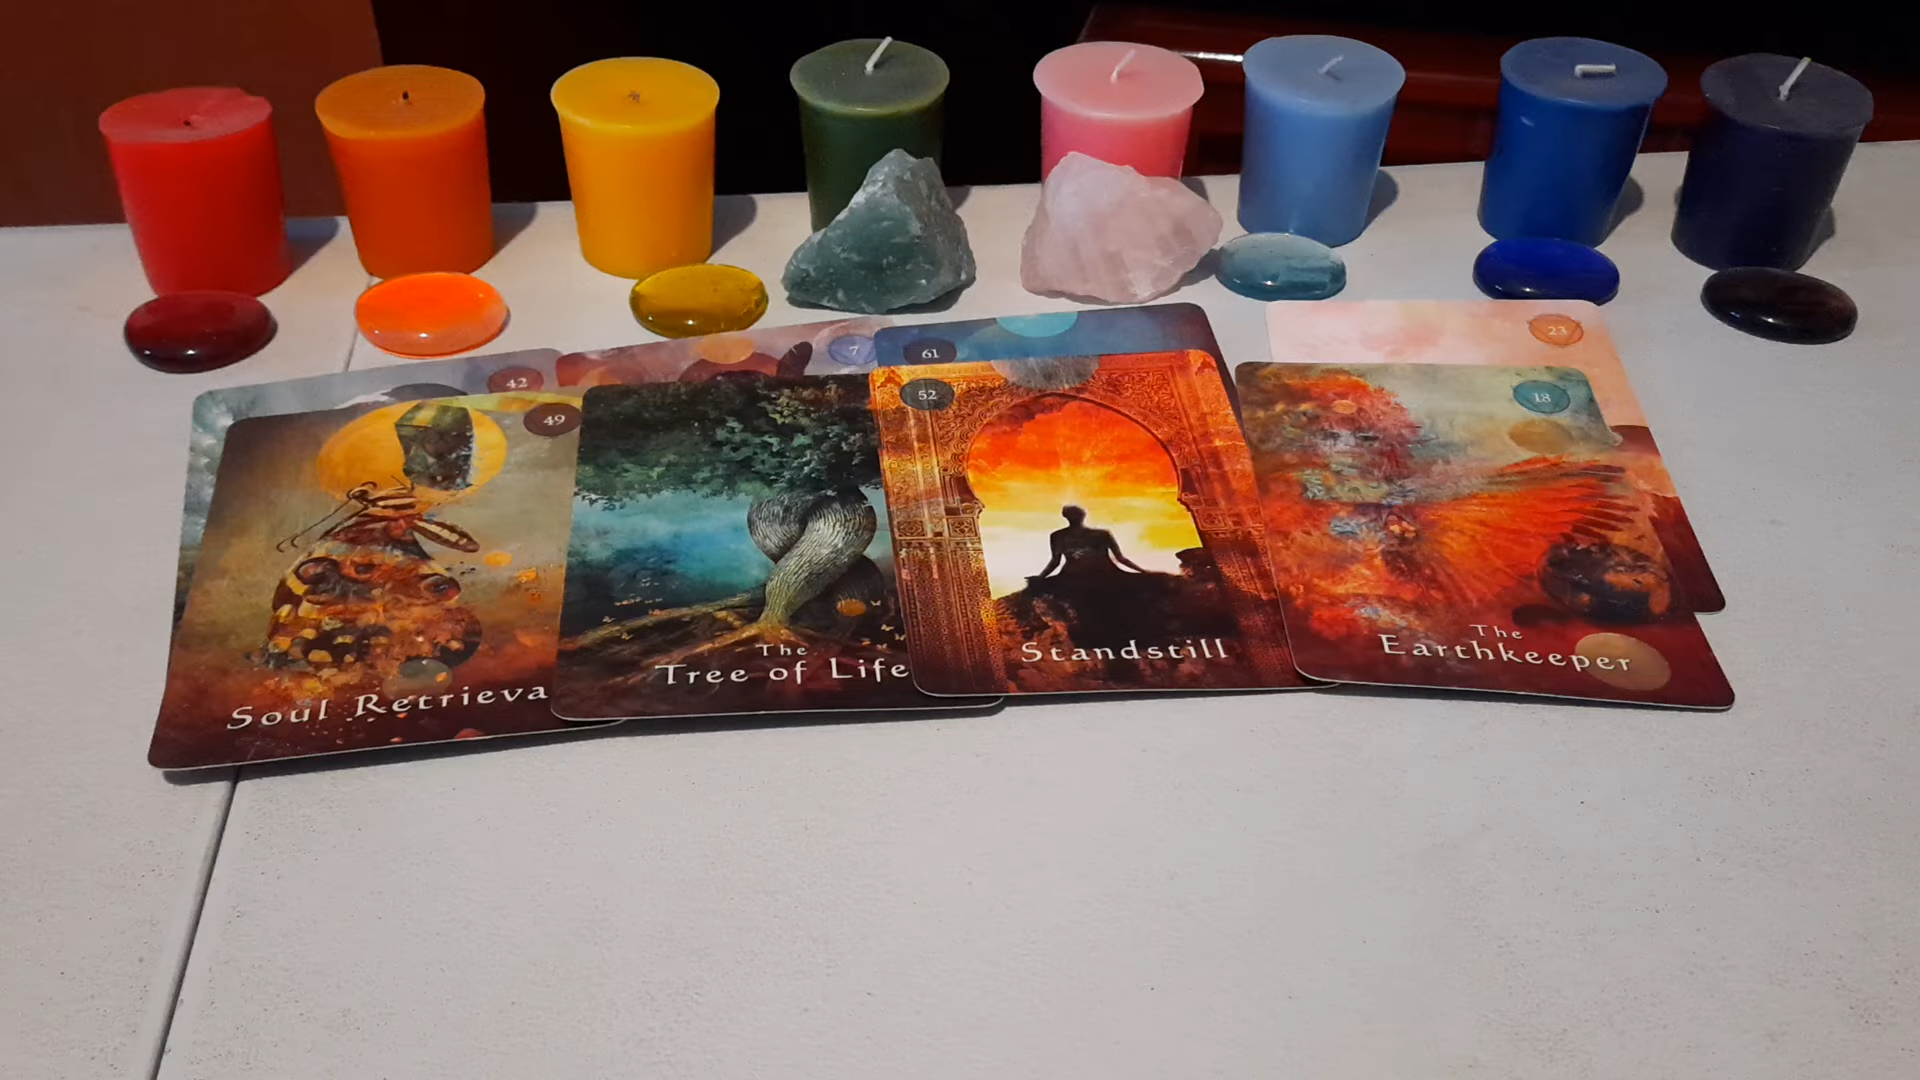 42
7
61
23
49
52
18
Soul Retrieva
The
Tree of Life
Standstill
The
Earthkeeper